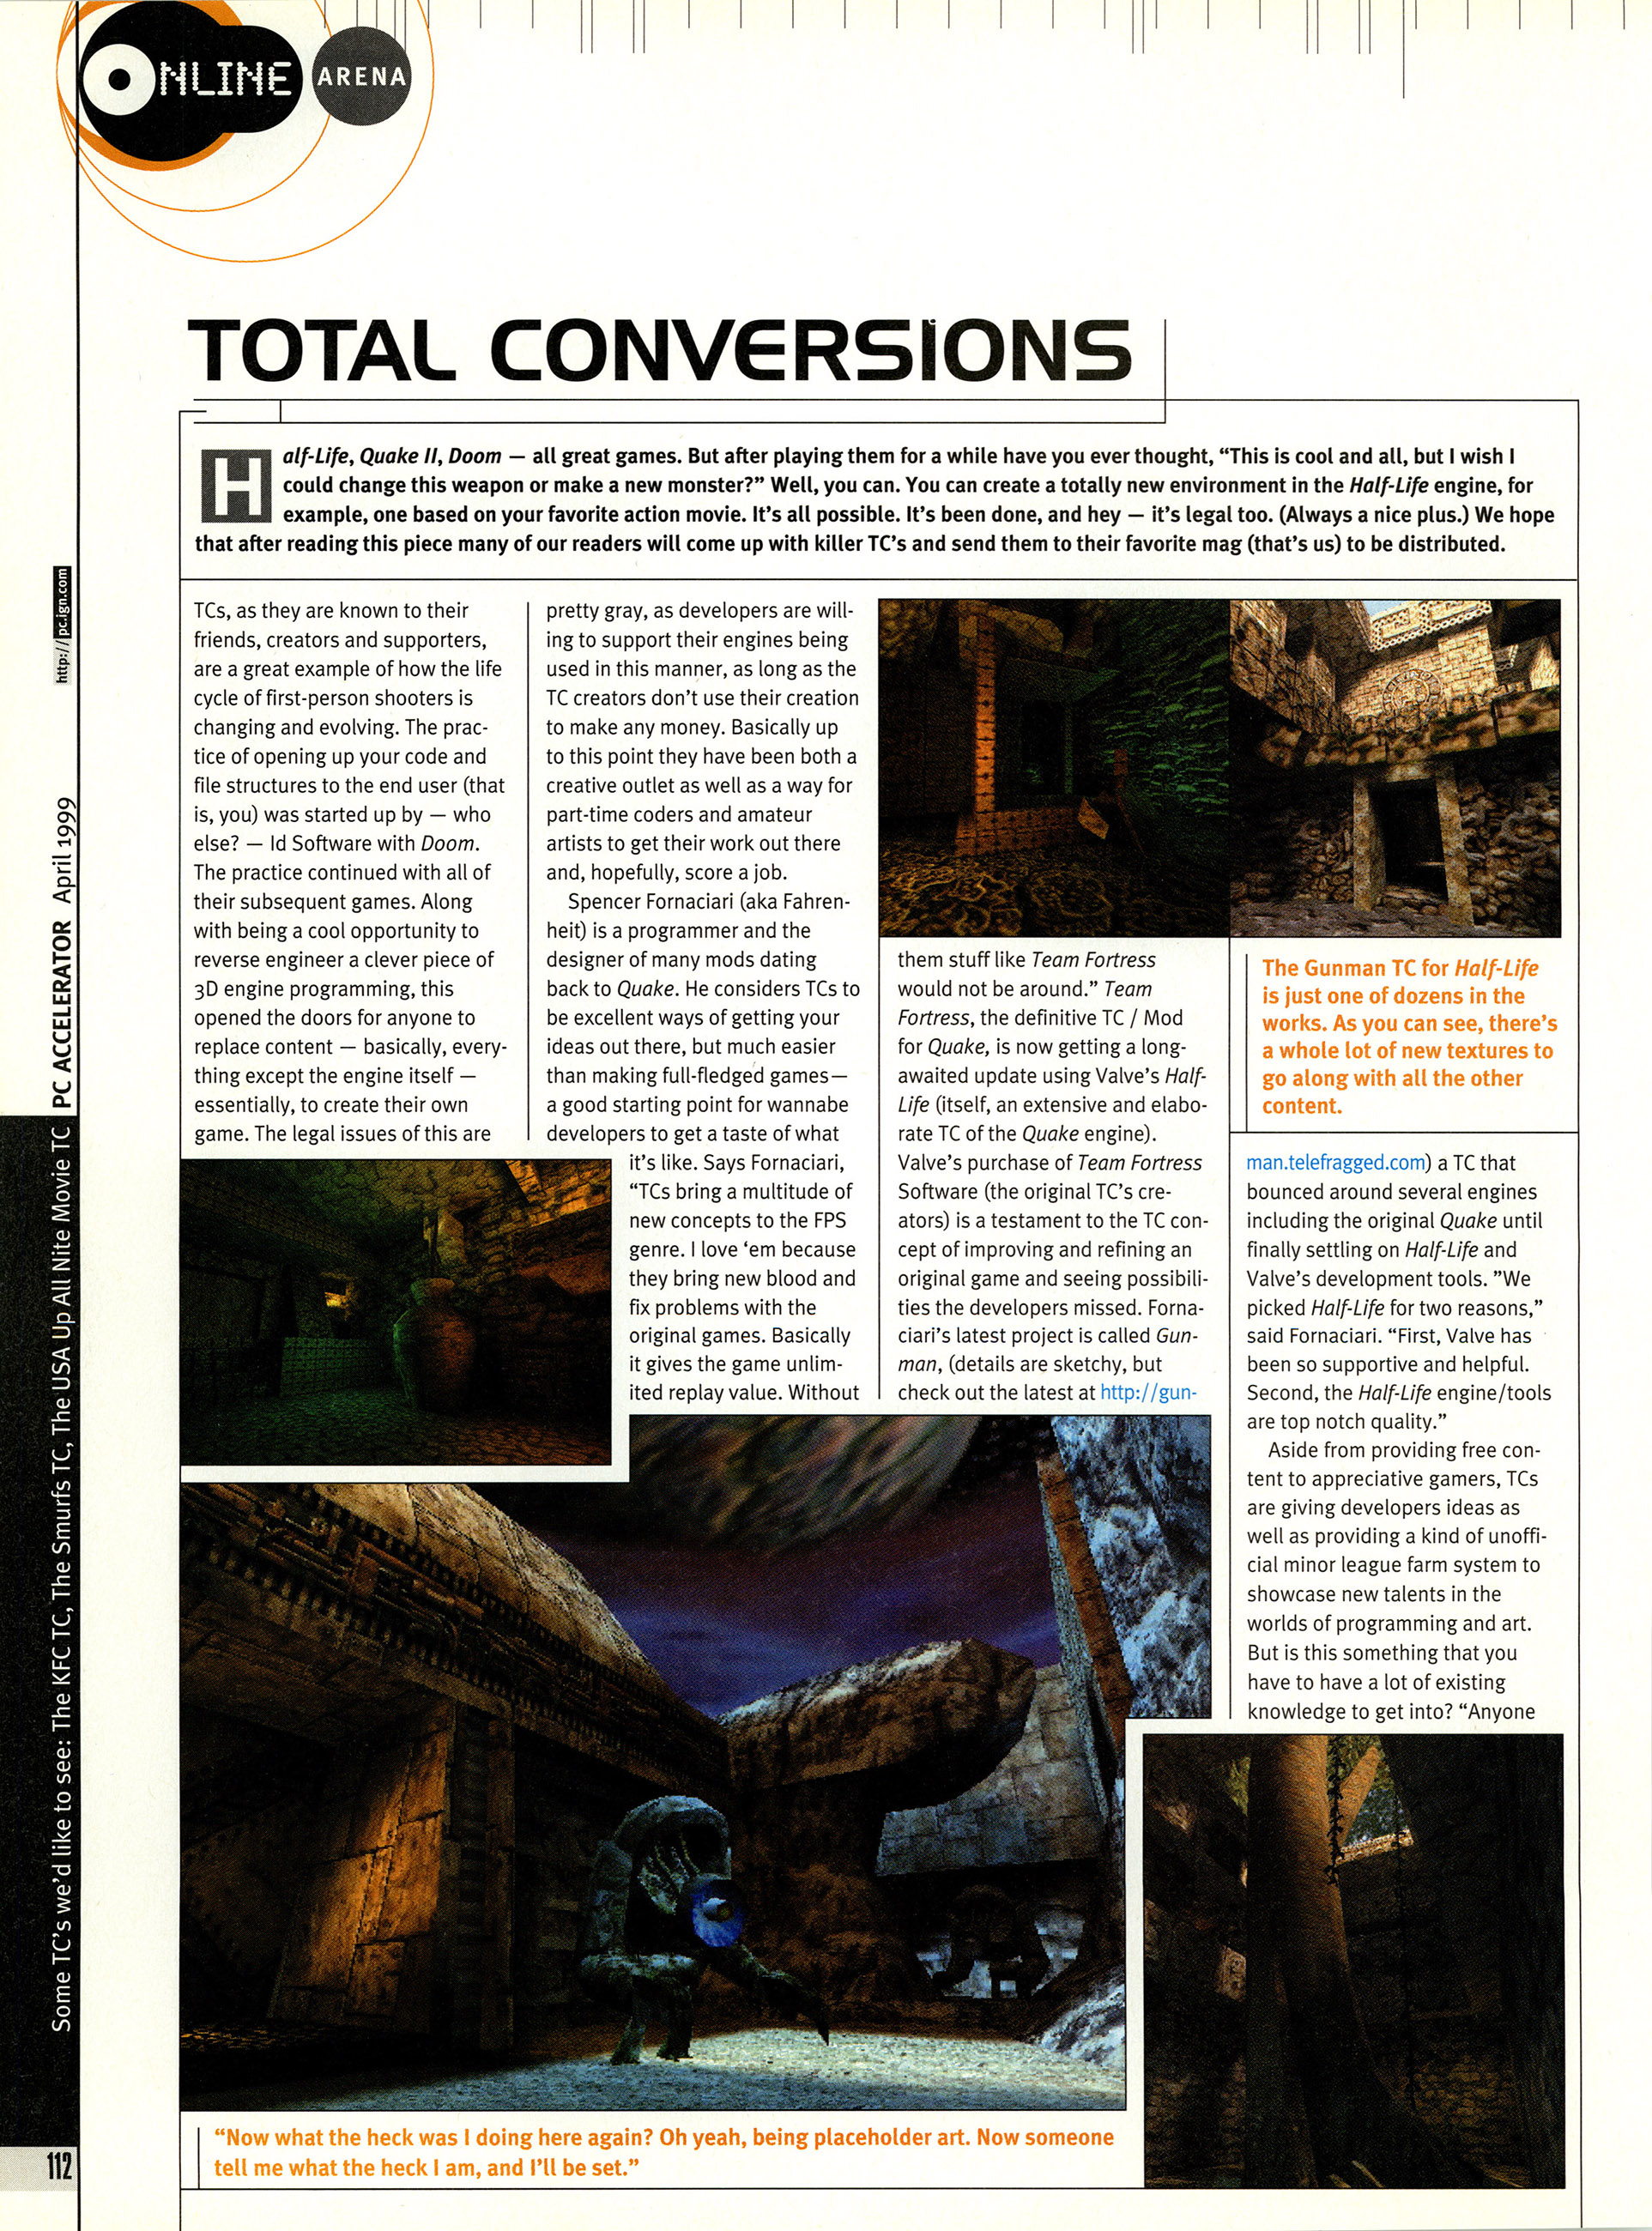 ONLINE ARENA
TOTAL CONVERSIONS
Half-Life, Quake II, Doom — all great games. But after playing them for a while have you ever thought, “This is cool and all, but I wish I
could change this weapon or make a new monster?” Well, you can. You can create a totally new environment in the Half-Life engine, for
example, one based on your favorite action movie. It’s all possible. It’s been done, and hey — it’s legal too. (Always a nice plus.) We hope
that after reading this piece many of our readers will come up with killer TC’s and send them to their favorite mag (that’s us) to be distributed.
TCs, as they are known to their
friends, creators and supporters,
are a great example of how the life
cycle of first-person shooters is
changing and evolving. The prac-
tice of opening up your code and
file structures to the end user (that
is, you) was started up by — who
else? — Id Software with Doom.
The practice continued with all of
their subsequent games. Along
with being a cool opportunity to
reverse engineer a clever piece of
3D engine programming, this
opened the doors for anyone to
replace content — basically, every-
thing except the engine itself —
essentially, to create their own
game. The legal issues of this are
pretty gray, as developers are will-
ing to support their engines being
used in this manner, as long as the
TC creators don’t use their creation
to make any money. Basically up
to this point they have been both a
creative outlet as well as a way for
part-time coders and amateur
artists to get their work out there
and, hopefully, score a job.
Spencer Fornaciari (aka Fahren-
heit) is a programmer and the
designer of many mods dating
back to Quake. He considers TCs to
be excellent ways of getting your
ideas out there, but much easier
than making full-fledged games—
a good starting point for wannabe
developers to get a taste of what
it’s like. Says Fornaciari,
“TCs bring a multitude of
new concepts to the FPS
genre. I love ‘em because
they bring new blood and
fix problems with the
original games. Basically
it gives the game unlim-
ited replay value. Without
them stuff like Team Fortress
would not be around.” Team
Fortress, the definitive TC / Mod
for Quake, is now getting a long-
awaited update using Valve’s Half-
Life (itself, an extensive and elabo-
rate TC of the Quake engine).
Valve’s purchase of Team Fortress
Software (the original TC’s cre-
ators) is a testament to the TC con-
cept of improving and refining an
original game and seeing possibili-
ties the developers missed. Forna-
ciari’s latest project is called Gun-
man, (details are sketchy, but
check out the latest at http://gun-
The Gunman TC for Half-Life
is just one of dozens in the
works. As you can see, there’s
a whole lot of new textures to
go along with all the other
content.
man.telefragged.com) a TC that
bounced around several engines
including the original Quake until
finally settling on Half-Life and
Valve’s development tools. ”We
picked Half-Life for two reasons,”
said Fornaciari. “First, Valve has
been so supportive and helpful.
Second, the Half-Life engine/tools
are top notch quality.”
Aside from providing free con-
tent to appreciative gamers, TCs
are giving developers ideas as
well as providing a kind of unoffi-
cial minor league farm system to
showcase new talents in the
worlds of programming and art.
But is this something that you
have to have a lot of existing
knowledge to get into? “Anyone
“Now what the heck was I doing here again? Oh yeah, being placeholder art. Now someone
tell me what the heck I am, and I’ll be set.”
Some TC’s we’d like to see: The KFC TC, The Smurfs TC, The USA Up All Nite Movie TC PC ACCELERATOR April 1999 http://pc.ign.com
112